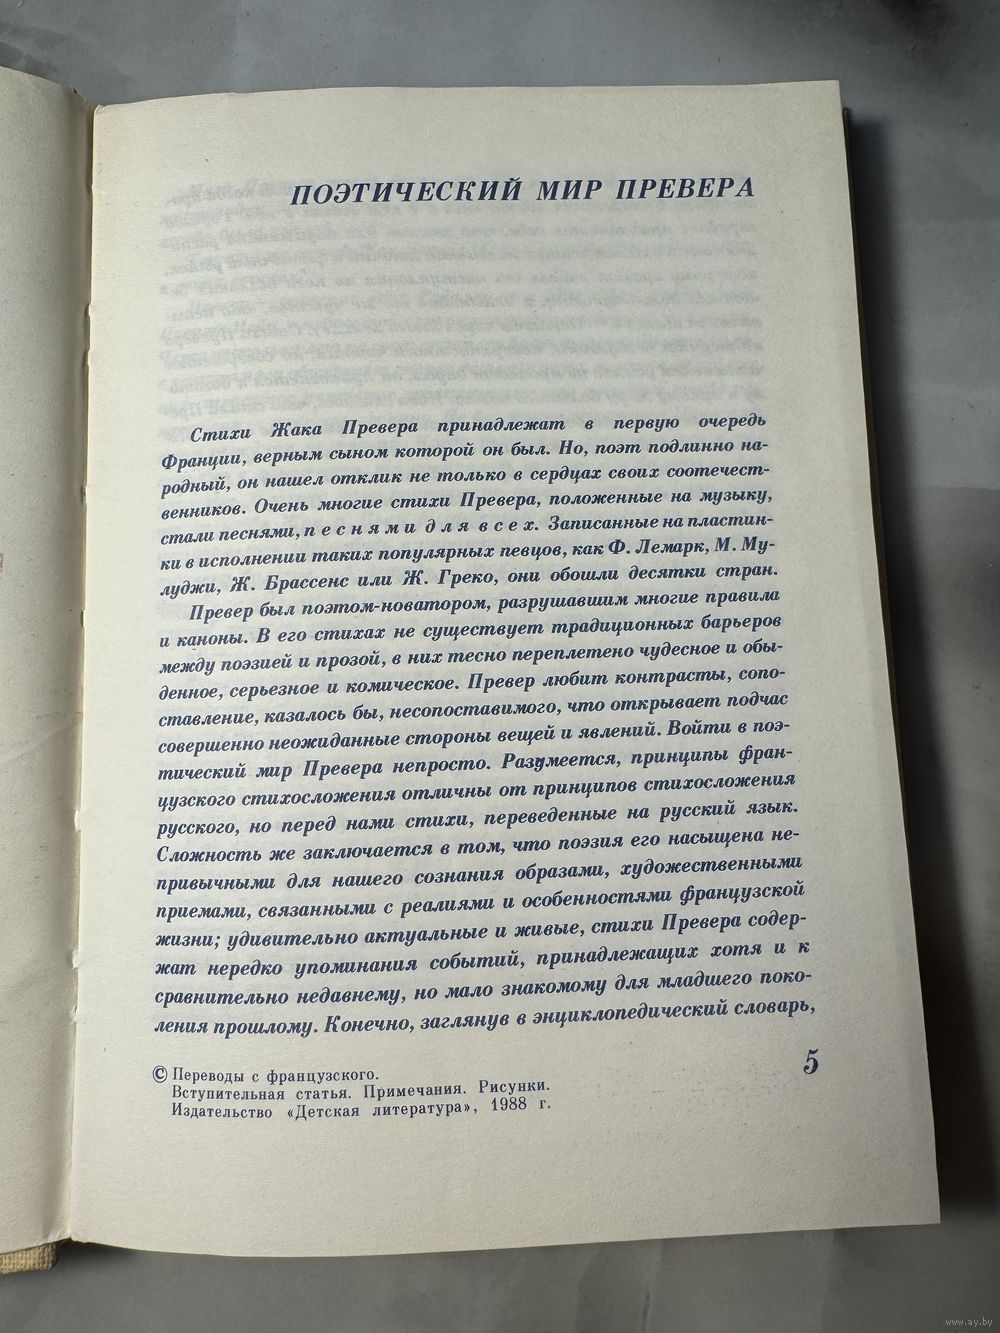 ПОЭТИЧЕСКИЙ МИР ПРЕВЕРА
Стихи Жака Превера принадлежат в первую очередь
Франции, верным сыном которой он был. Но, поэт подлинно на-
родный, он нашел отклик не только в сердцах своих соотечест-
венников. Очень многие стихи Превера, положенные на музыку,
стали песнями, песнями для всех. Записанные на пластин-
ки в исполнении таких популярных певцов, как Ф. Лемарк, М. Му-
луджи, Ж. Брассенс или Ж. Греко, они обошли десятки стран.
Превер был поэтом-новатором, разрушавшим многие правила
и каноны. В его стихах не существует традиционных барьеров
между поэзией и прозой, в них тесно переплетено чудесное и обы-
денное, серьезное и комическое. Превер любит контрасты, сопо-
ставление, казалось бы, несопоставимого, что открывает подчас
совершенно неожиданные стороны вещей и явлений. Войти в поэ-
тический мир Превера непросто. Разумеется, принципы фран-
цузского стихосложения отличны от принципов стихосложения
русского, но перед нами стихи, переведенные на русский язык.
Сложность же заключается в том, что поэзия его насыщена не-
привычными для нашего сознания образами, художественными
приемами, связанными с реалиями и особенностями французской
жизни; удивительно актуальные и живые, стихи Превера содер-
жат нередко упоминания событий, принадлежащих хотя и к
сравнительно недавнему, но мало знакомому для младшего поко-
ления прошлому. Конечно, заглянув в энциклопедический словарь,
5
© Переводы с французского.
Вступительная статья. Примечания. Рисунки.
Издательство «Детская литература», 1988 г.
www.ay.by